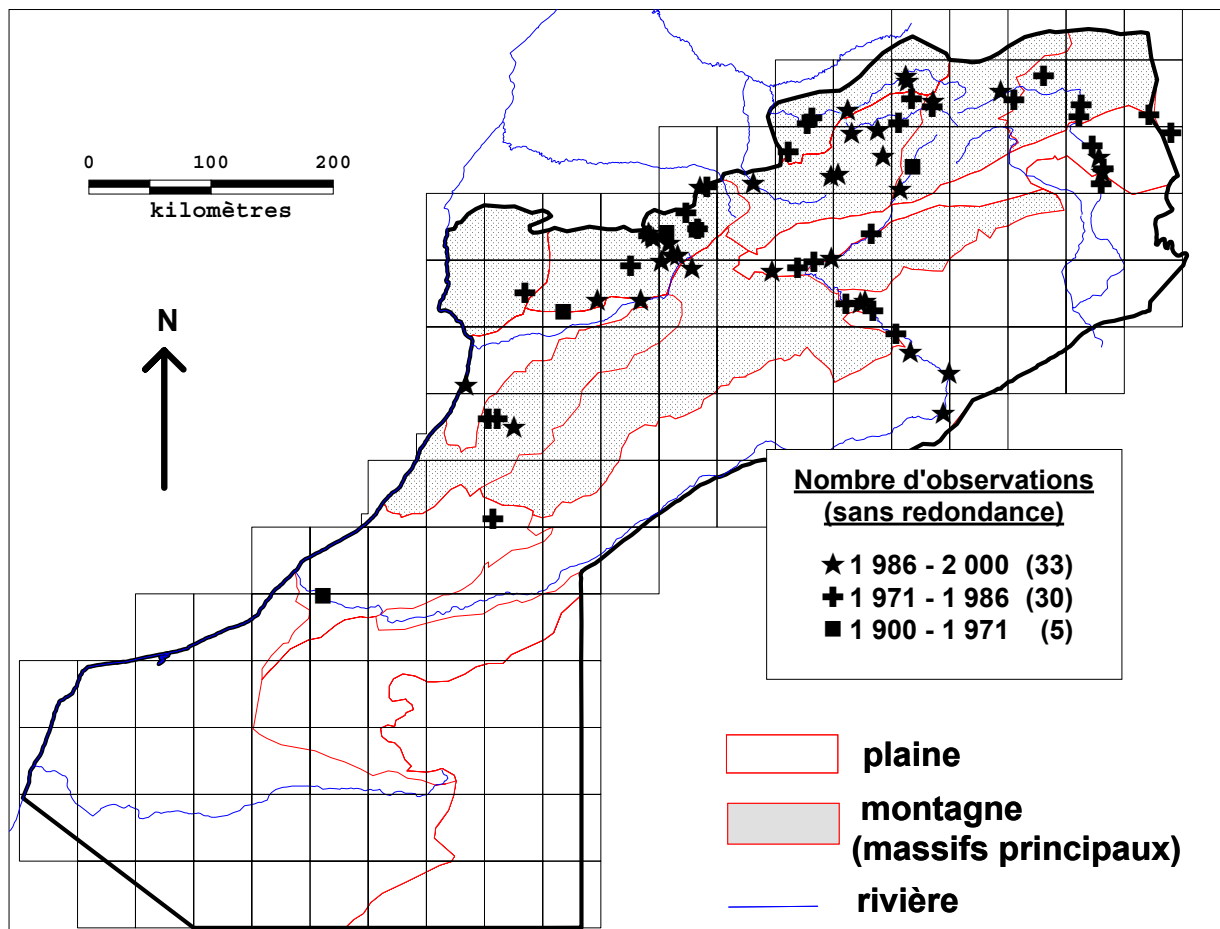 0 100 200
kilomètres
N
Nombre d'observations
(sans redondance)
1 986 - 2 000 (33)
1 971 - 1 986 (30)
1 900 - 1 971 (5)
plaine
montagne
(massifs principaux)
rivière